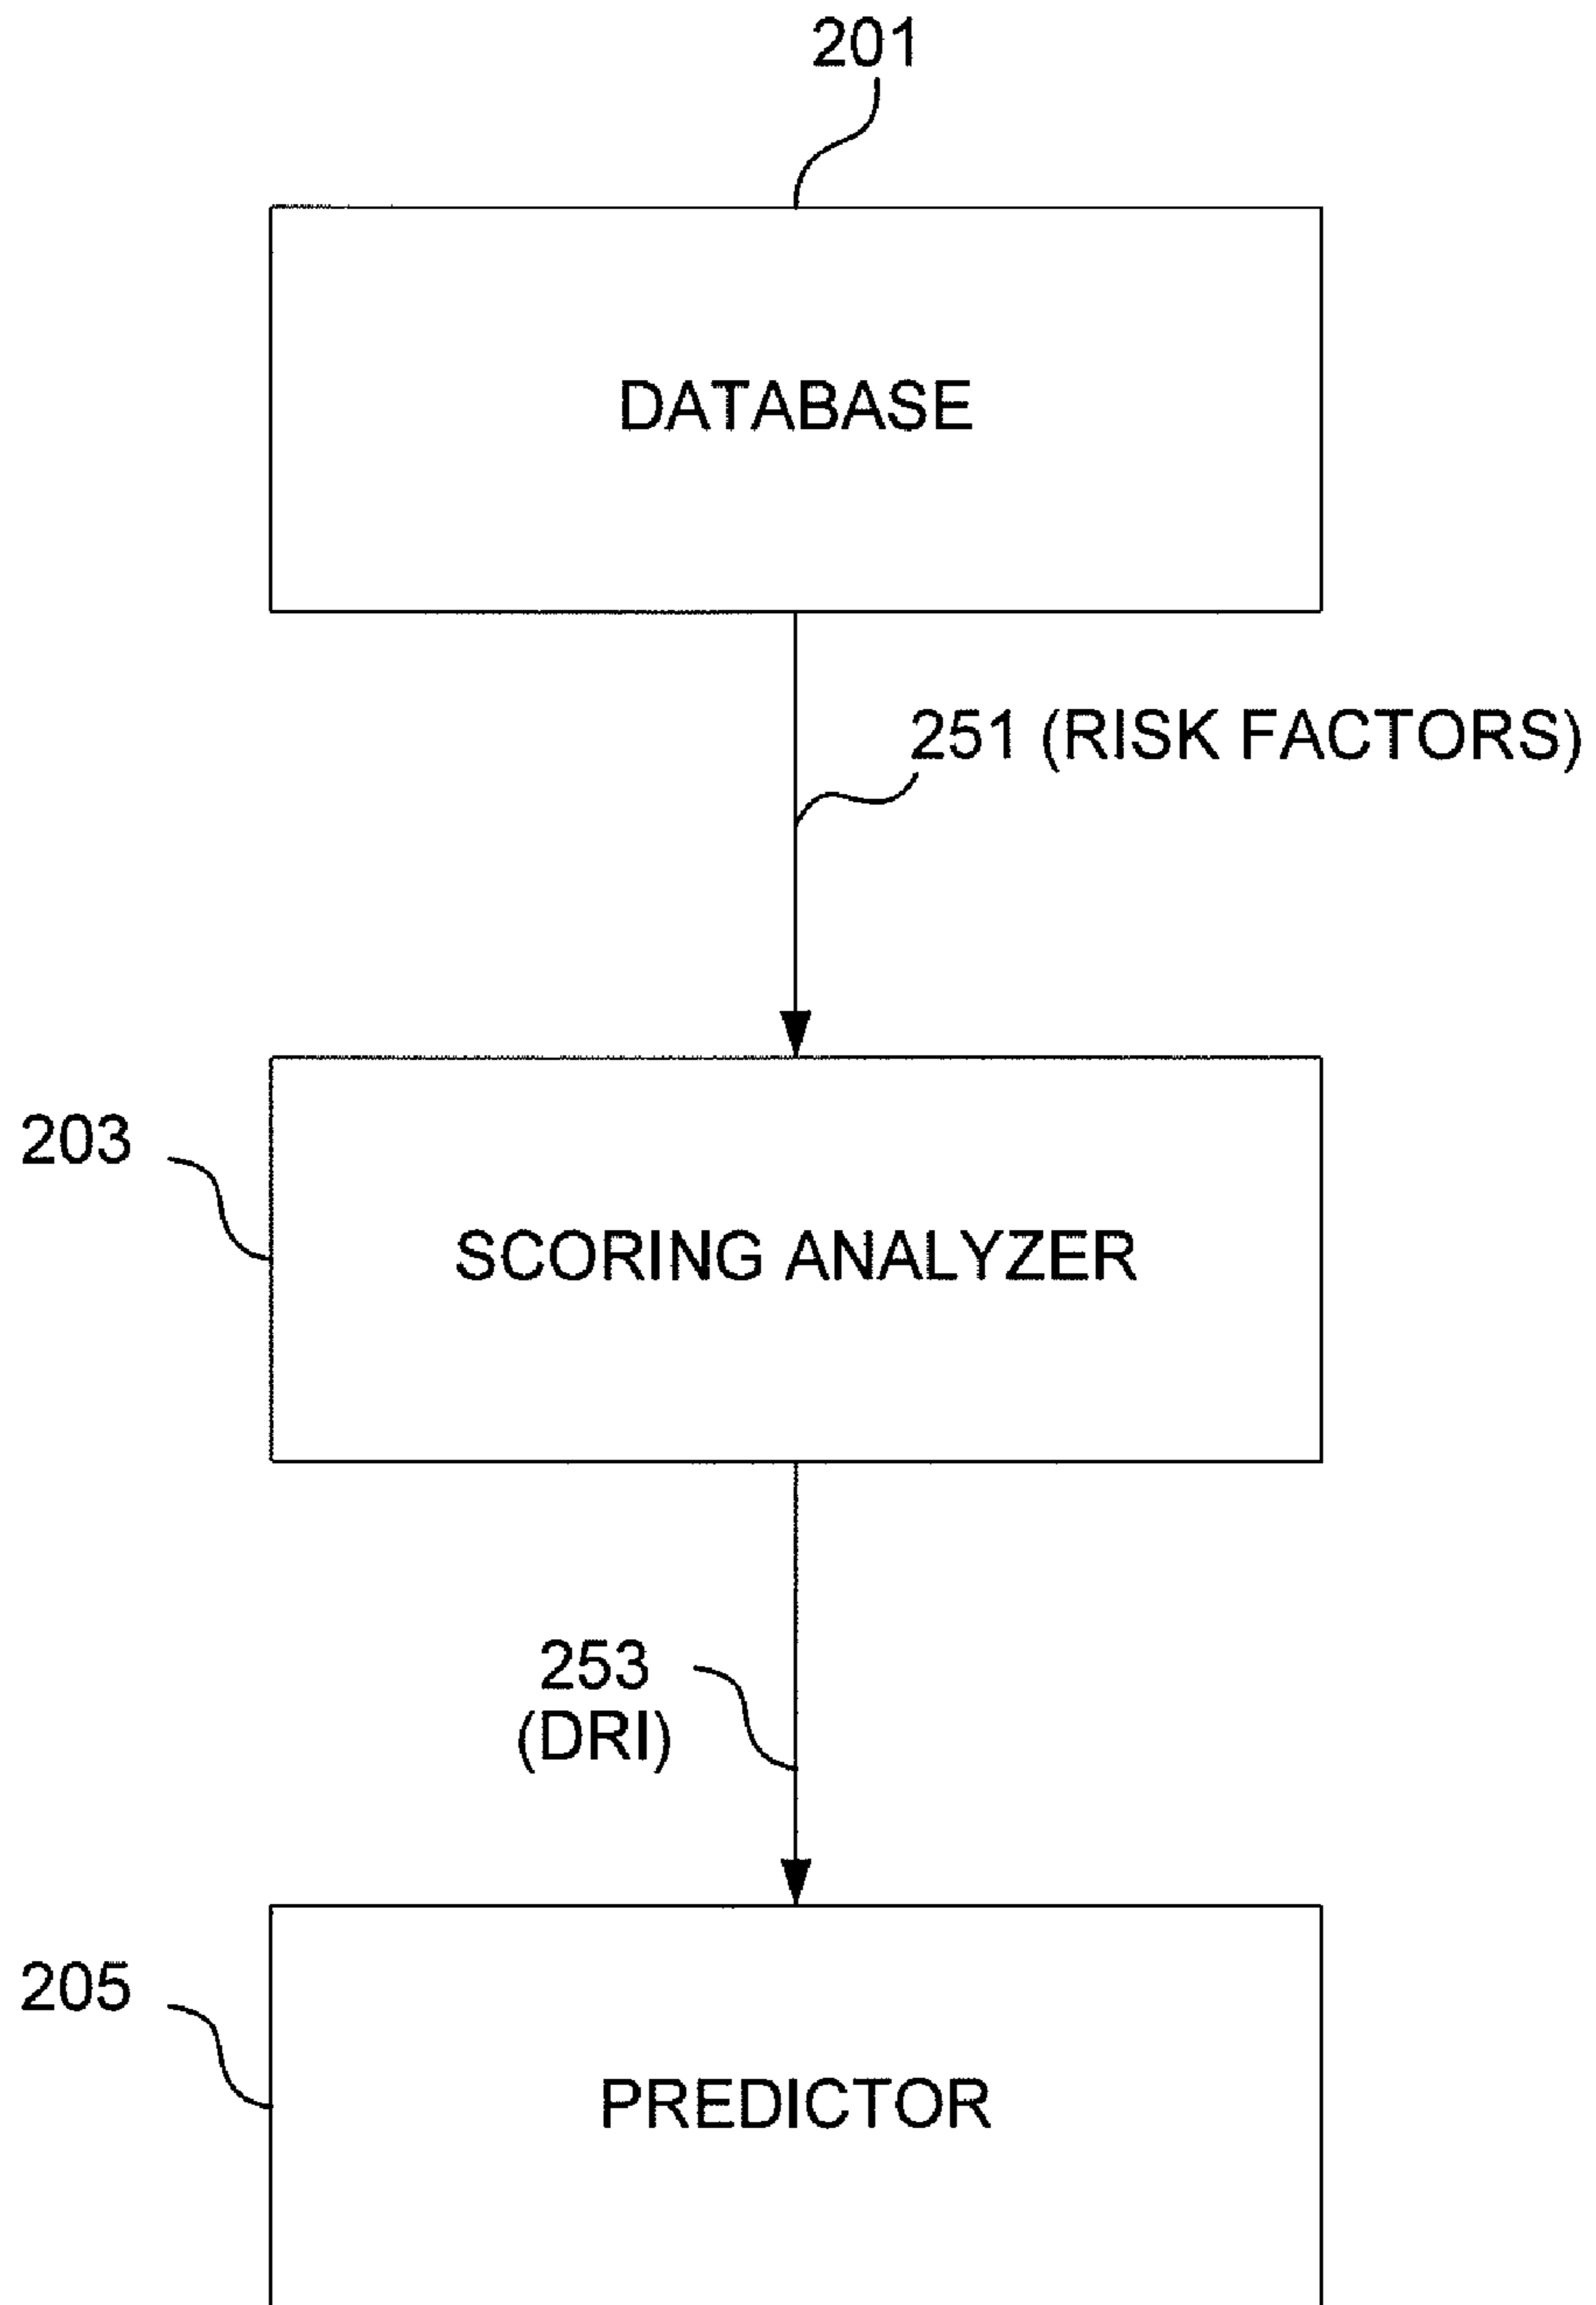 201
DATABASE
251 (RISK FACTORS)
203
SCORING ANALYZER
253
(DRI)
205
PREDICTOR